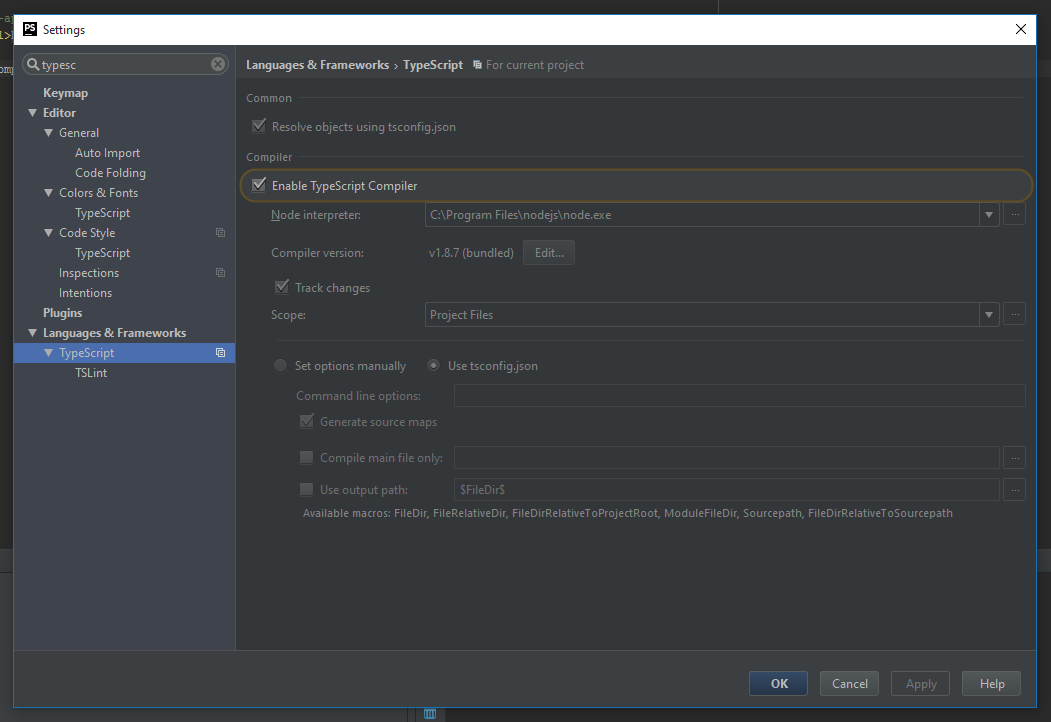 PS Settings
typesc
Keymap
Editor
General
Auto Import
Code Folding
Colors & Fonts
TypeScript
Code Style
TypeScript
Inspections
Intentions
Plugins
Languages & Frameworks
TypeScript
TSLint
Languages & Frameworks › TypeScript For current project
Common
Resolve objects using tsconfig.json
Compiler
Enable TypeScript Compiler
Node interpreter: C:\Program Files\nodejs\node.exe ...
Compiler version: v1.8.7 (bundled) Edit...
Track changes
Scope: Project Files ...
Set options manually Use tsconfig.json
Command line options:
Generate source maps
Compile main file only: ...
Use output path: $FileDir$ ...
Available macros: FileDir, FileRelativeDir, FileDirRelativeToProjectRoot, ModuleFileDir, Sourcepath, FileDirRelativeToSourcepath
OK Cancel Apply Help